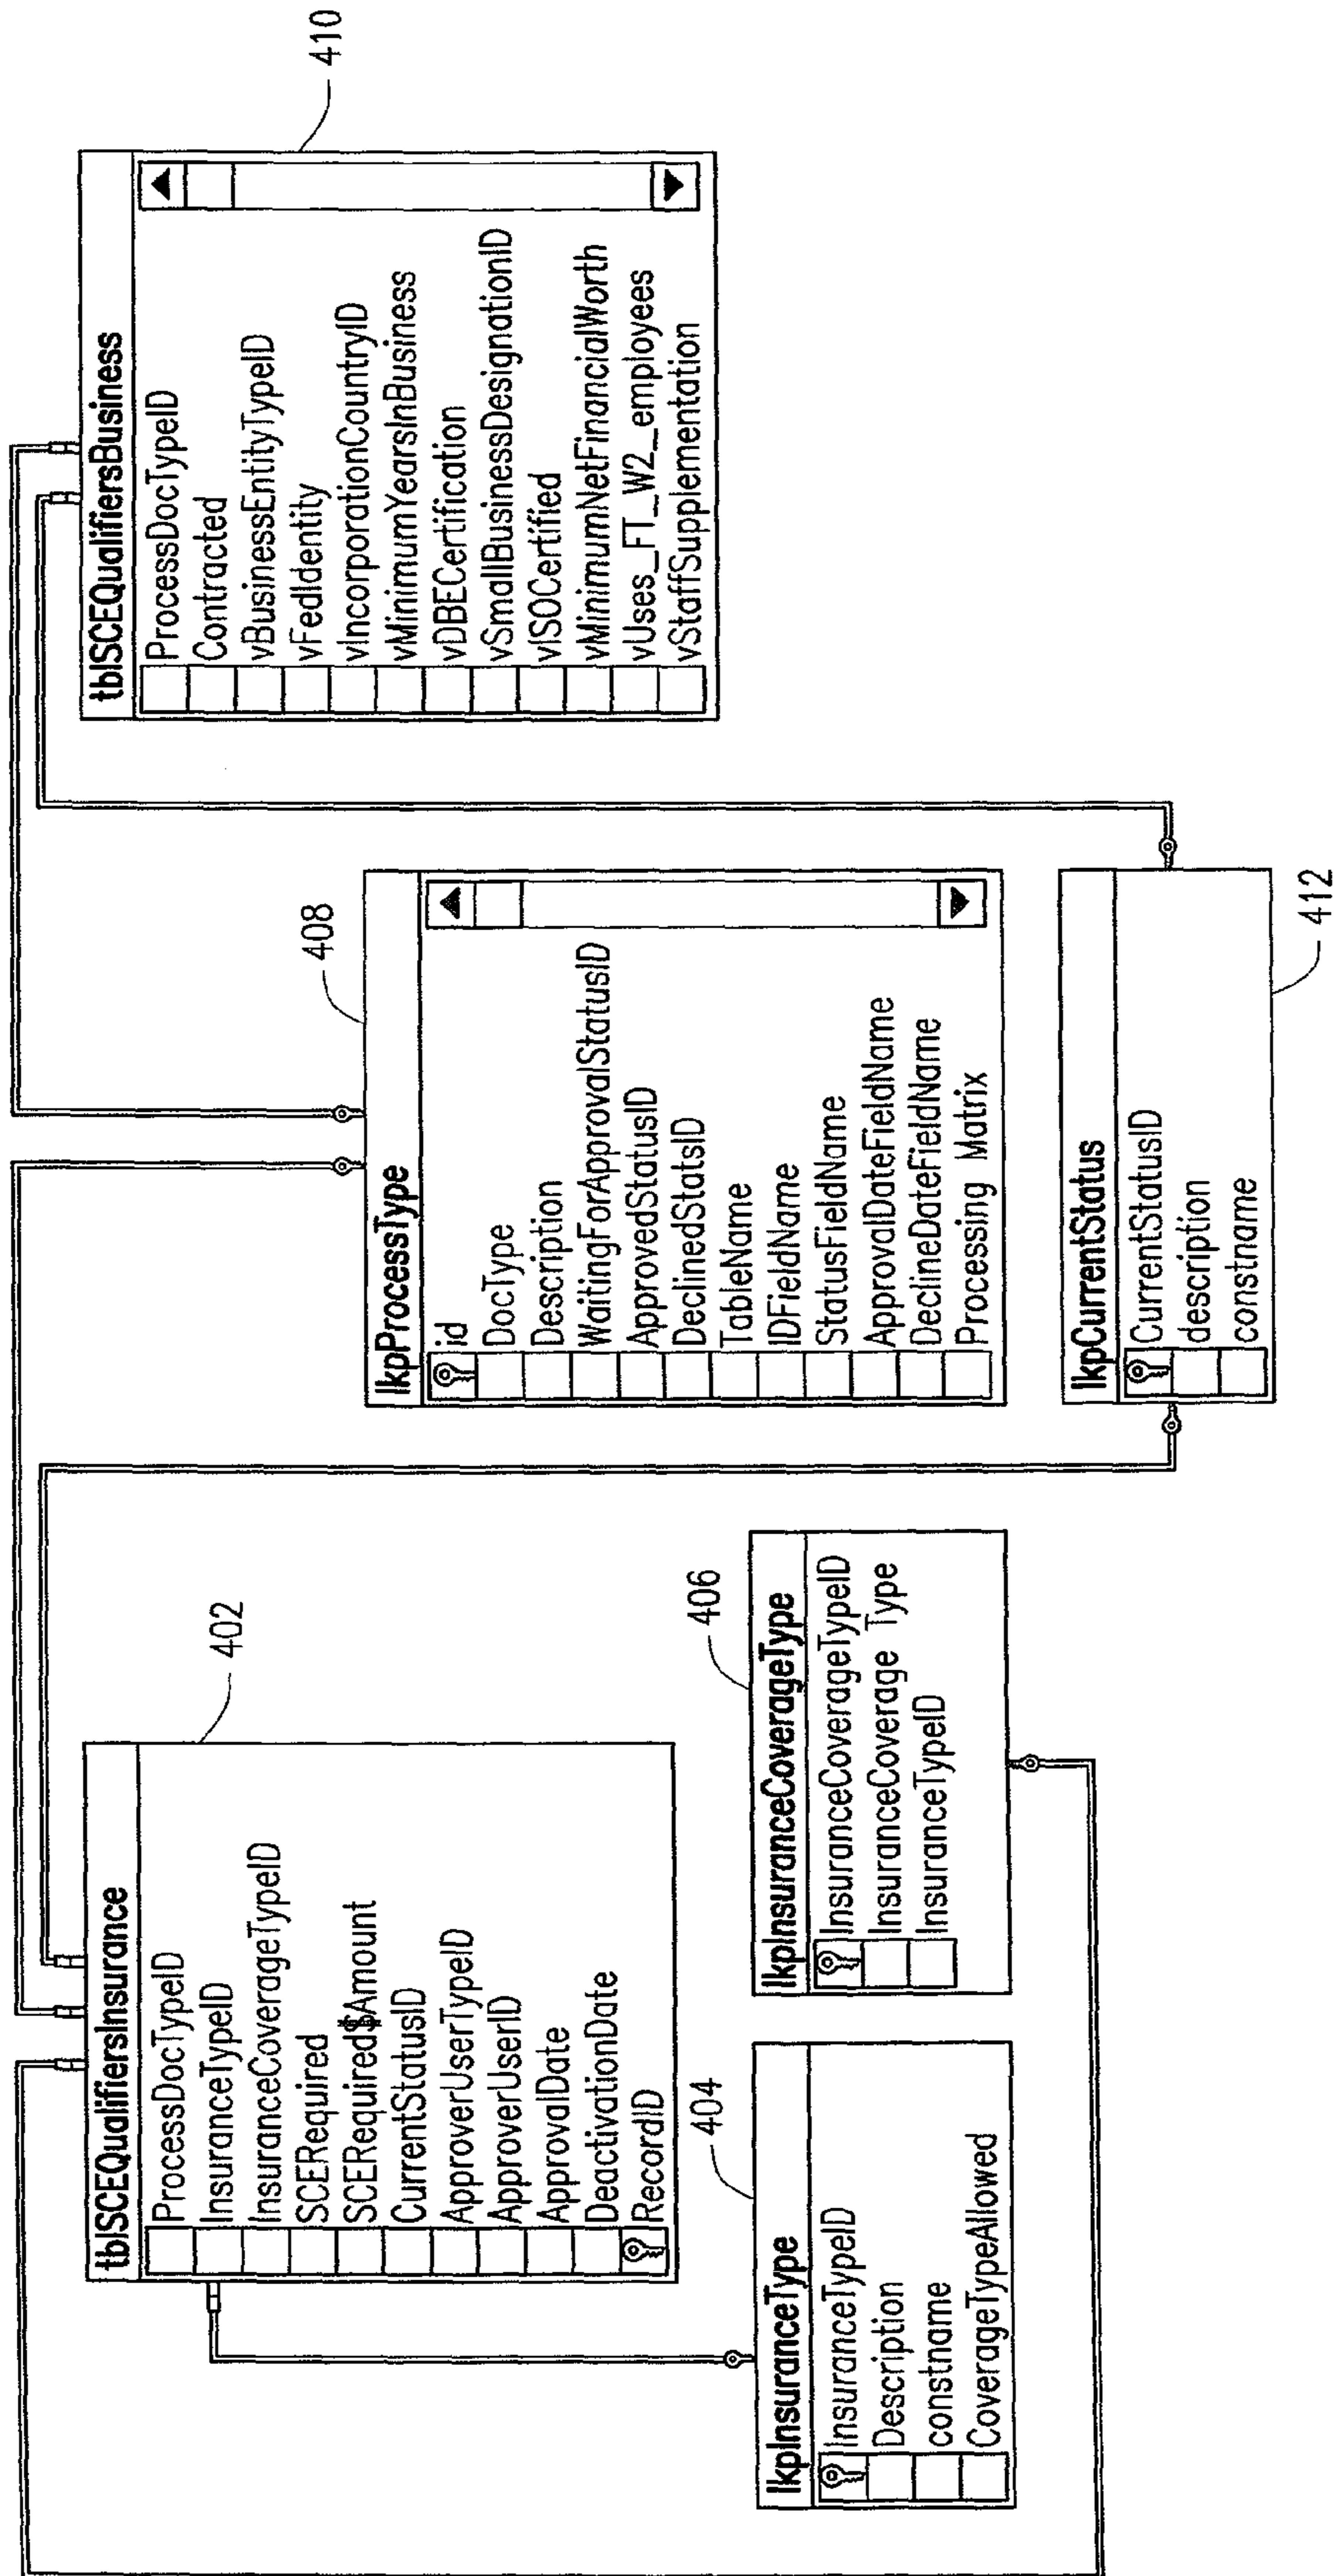 tblSCEQualifiersInsurance
ProcessDocTypeID
InsuranceTypeID
InsuranceCoverageTypeID
SCERequired
SCERequired$Amount
CurrentStatusID
ApproverUserTypeID
ApproverUserID
ApprovalDate
DeactivationDate
RecordID
402
lkpInsuranceType
InsuranceTypeID
Description
constname
CoverageTypeAllowed
404
lkpInsuranceCoverageType
InsuranceCoverageTypeID
InsuranceCoverage Type
InsuranceTypeID
406
lkpProcessType
id
DocType
Description
WaitingForApprovalStatusID
ApprovedStatusID
DeclinedStatsID
TableName
IDFieldName
StatusFieldName
ApprovalDateFieldName
DeclineDateFieldName
Processing Matrix
408
lkpCurrentStatus
CurrentStatusID
description
constname
412
tblSCEQualifiersBusiness
ProcessDocTypeID
Contracted
vBusinessEntityTypeID
vFedIdentity
vIncorporationCountryID
vMinimumYearsInBusiness
vDBECertification
vSmallBusinessDesignationID
vISOCertified
vMinimumNetFinancialWorth
vUses_FT_W2_employees
vStaffSupplementation
410